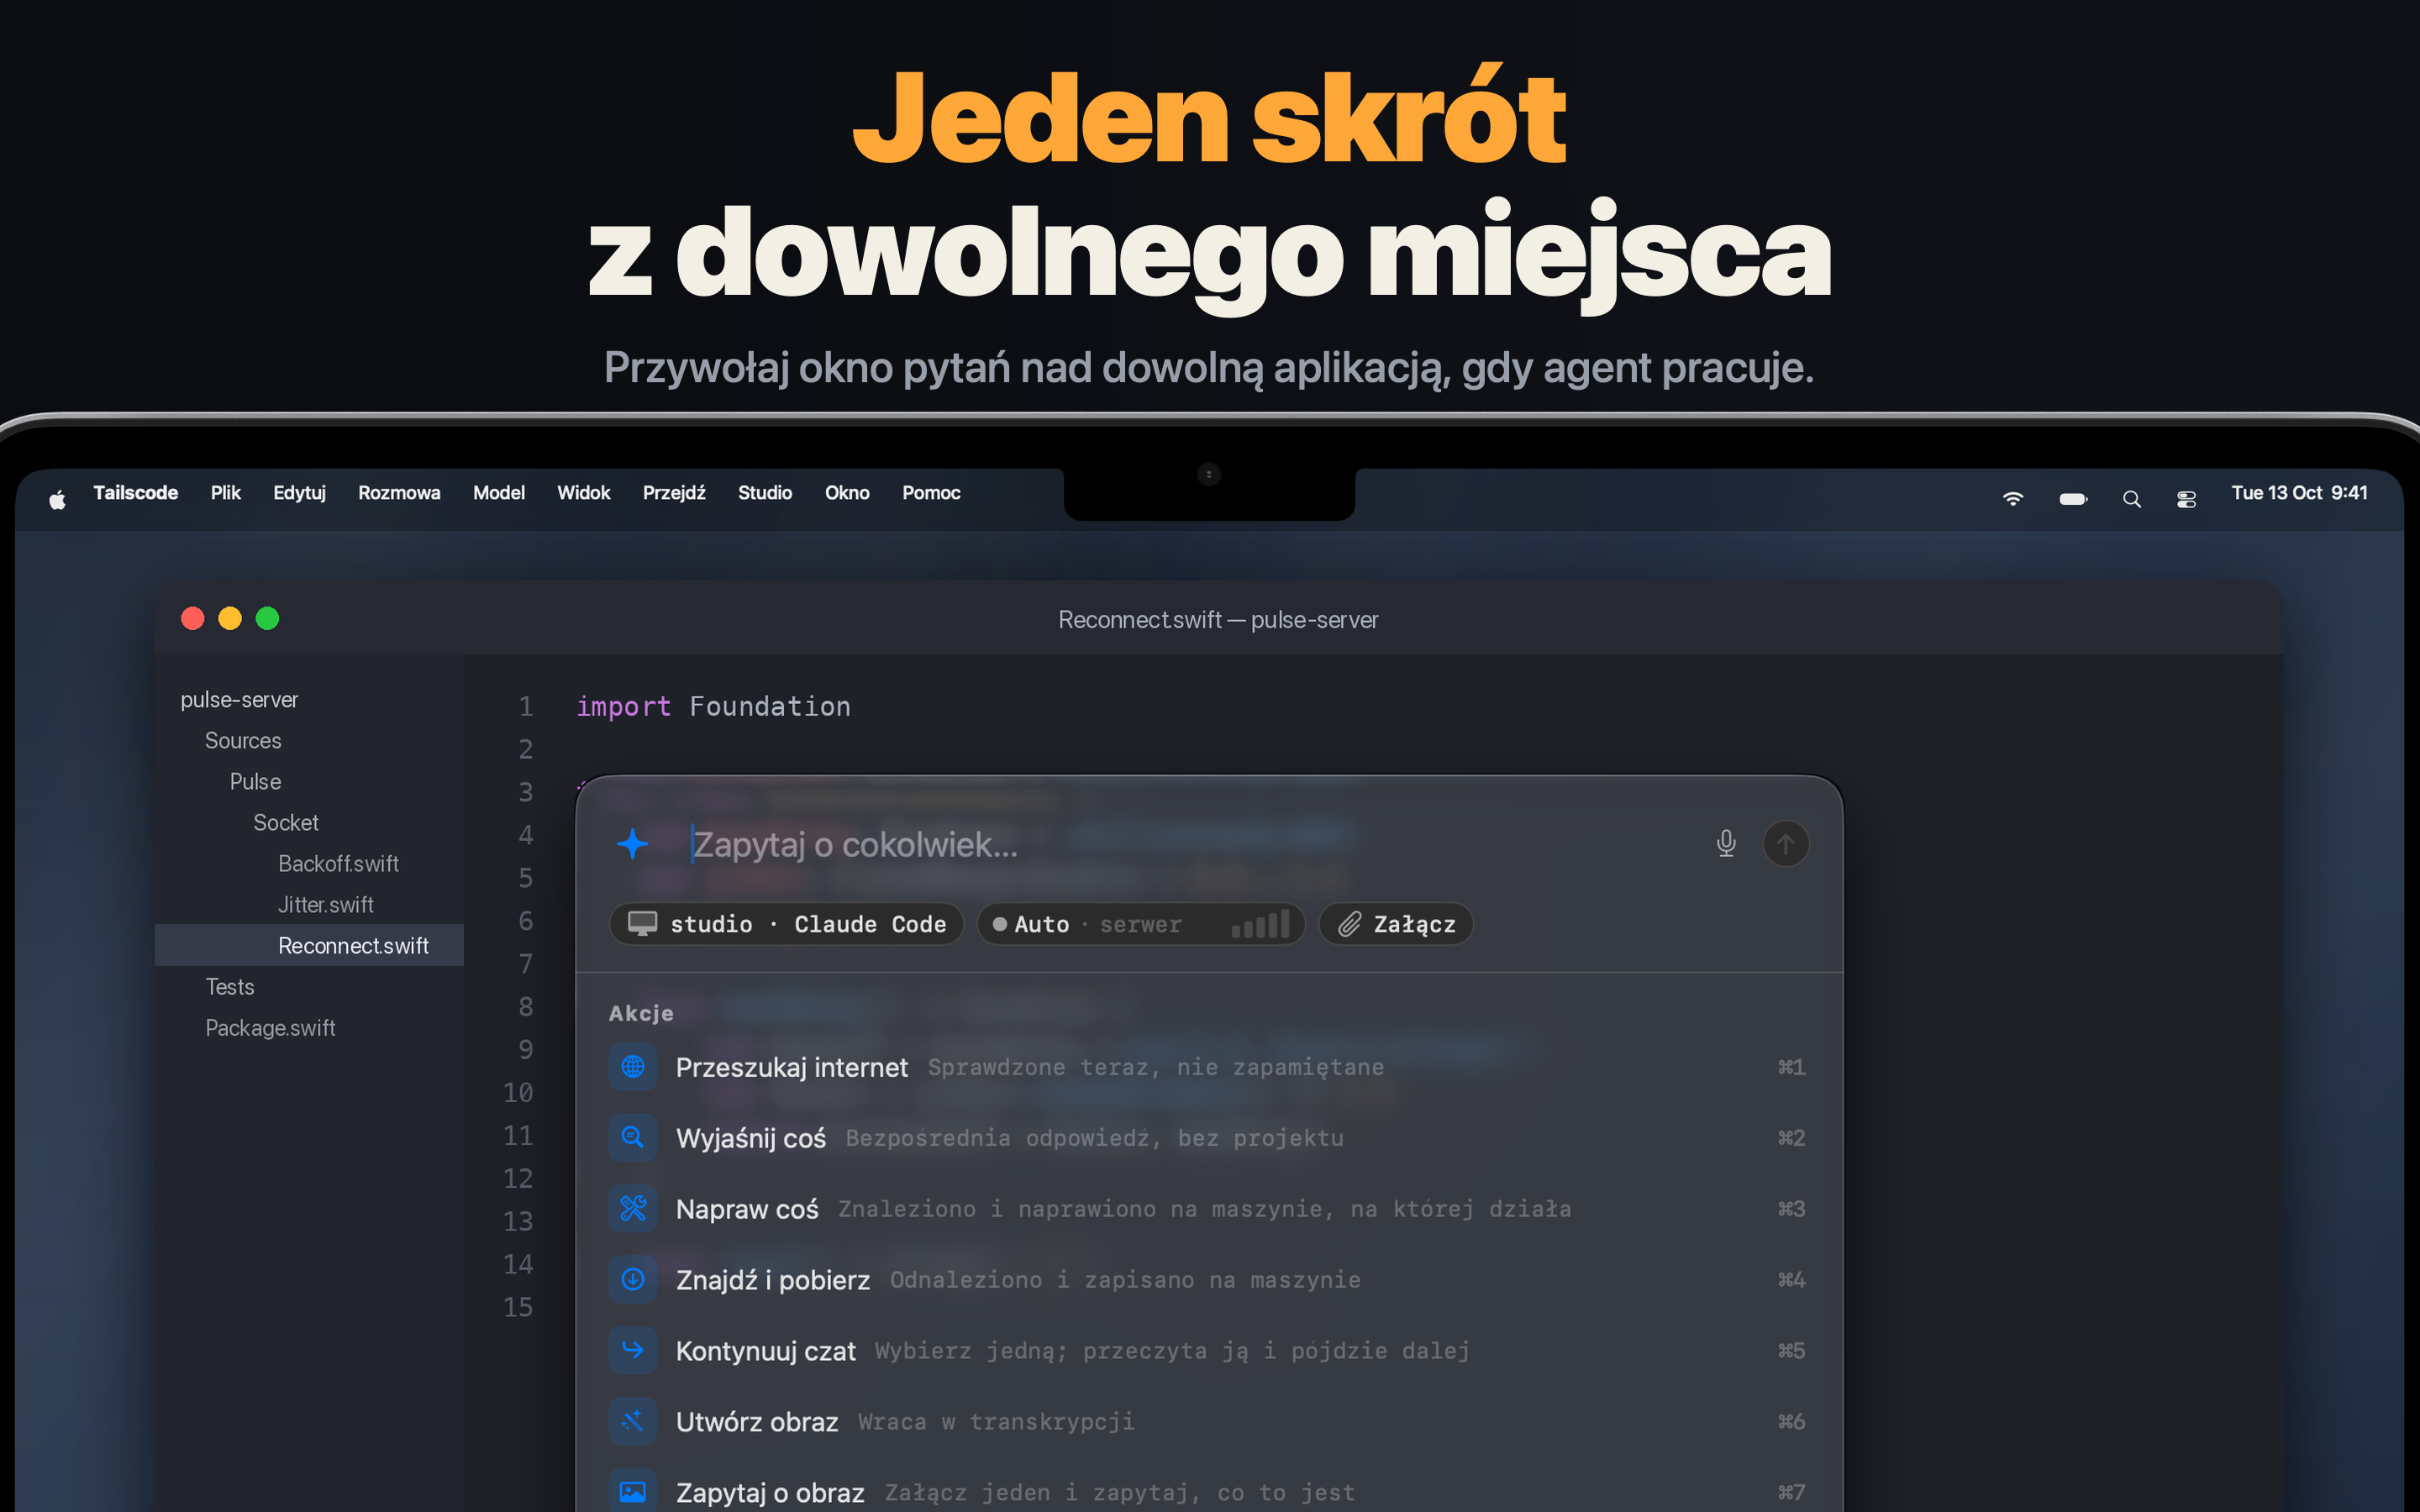 Jeden skrót
z dowolnego miejsca
Przywołaj okno pytań nad dowolną aplikacją, gdy agent pracuje.
Tailscode Plik Edytuj Rozmowa Model Widok Przejdź Studio Okno Pomoc Tue 13 Oct 9:41
Reconnect.swift — pulse-server
pulse-server
Sources
Pulse
Socket
Backoff.swift
Jitter.swift
Reconnect.swift
Tests
Package.swift
1 import Foundation
2
3
4
5
6
7
8
9
10
11
12
13
14
15
Zapytaj o cokolwiek...
studio · Claude Code Auto · serwer Załącz
Akcje
Przeszukaj internet Sprawdzone teraz, nie zapamiętane ⌘1
Wyjaśnij coś Bezpośrednia odpowiedź, bez projektu ⌘2
Napraw coś Znaleziono i naprawiono na maszynie, na której działa ⌘3
Znajdź i pobierz Odnaleziono i zapisano na maszynie ⌘4
Kontynuuj czat Wybierz jedną; przeczyta ją i pójdzie dalej ⌘5
Utwórz obraz Wraca w transkrypcji ⌘6
Zapytaj o obraz Załącz jeden i zapytaj, co to jest ⌘7